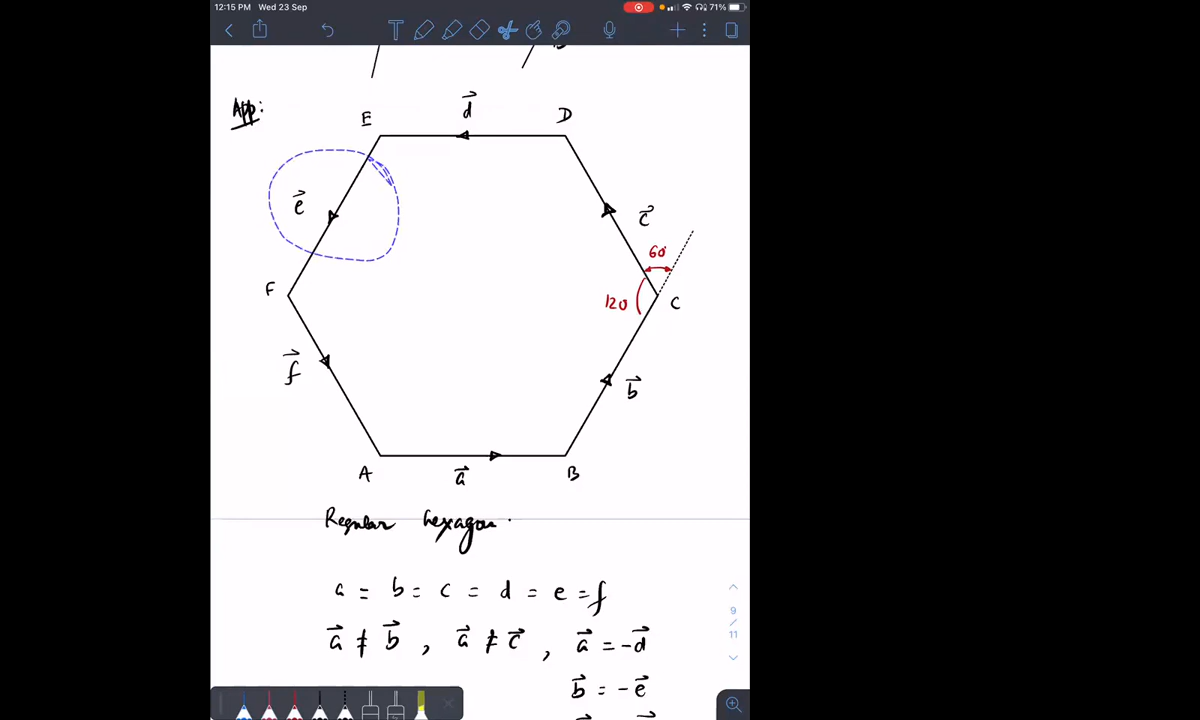 12:15 PM Wed 23 Sep
71%
App:
E
d⃗
D
e⃗
c⃗
60°
F
120
C
f⃗
b⃗
A
a⃗
B
Regular hexagon.
a = b = c = d = e = f
a⃗ ≠ b⃗ , a⃗ ≠ c⃗ , a⃗ = -d⃗
b⃗ = -e⃗
9
/
11